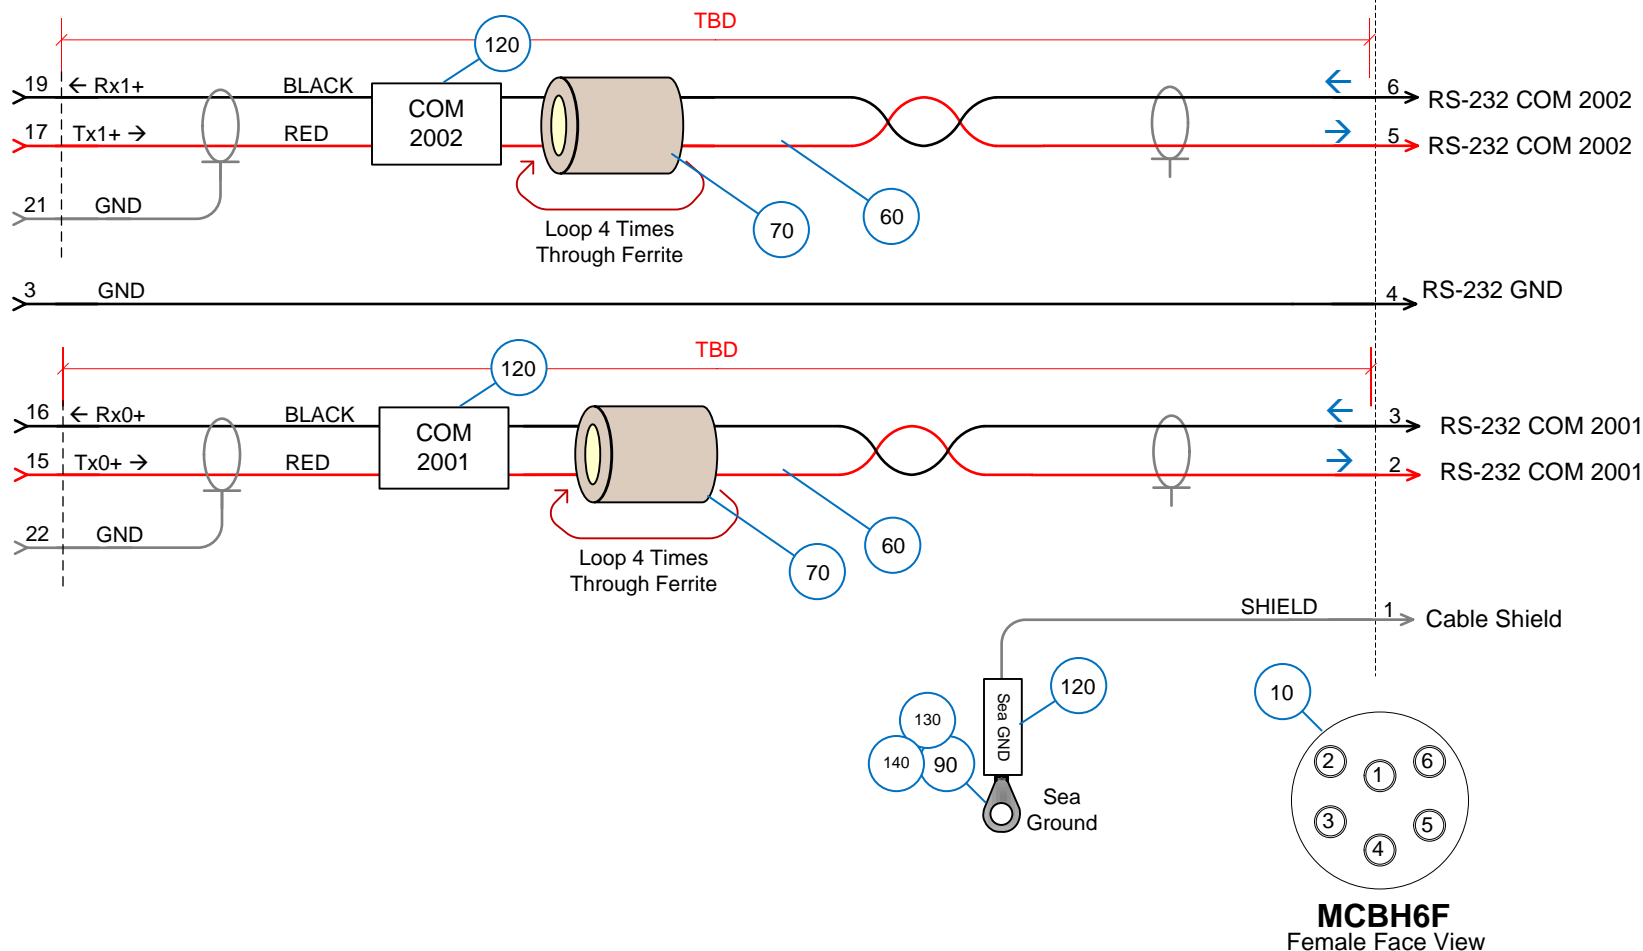 TBD
120
19 ← Rx1+ BLACK
COM
2002
← 6 RS-232 COM 2002
17 Tx1+ → RED
→ 5 RS-232 COM 2002
21 GND
Loop 4 Times
Through Ferrite
70
60
3 GND
4 RS-232 GND
TBD
120
16 ← Rx0+ BLACK
COM
2001
← 3 RS-232 COM 2001
15 Tx0+ → RED
→ 2 RS-232 COM 2001
22 GND
Loop 4 Times
Through Ferrite
70
60
SHIELD 1 Cable Shield
Sea GND
120
130
140
90
Sea
Ground
10
2
1
6
3
5
4
MCBH6F
Female Face View